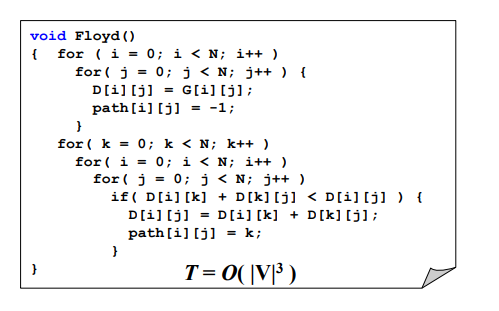 void Floyd()
{ for ( i = 0; i < N; i++ )
for( j = 0; j < N; j++ ) {
D[i][j] = G[i][j];
path[i][j] = -1;
}
for( k = 0; k < N; k++ )
for( i = 0; i < N; i++ )
for( j = 0; j < N; j++ )
if( D[i][k] + D[k][j] < D[i][j] ) {
D[i][j] = D[i][k] + D[k][j];
path[i][j] = k;
}
}
T = O( |V|³ )